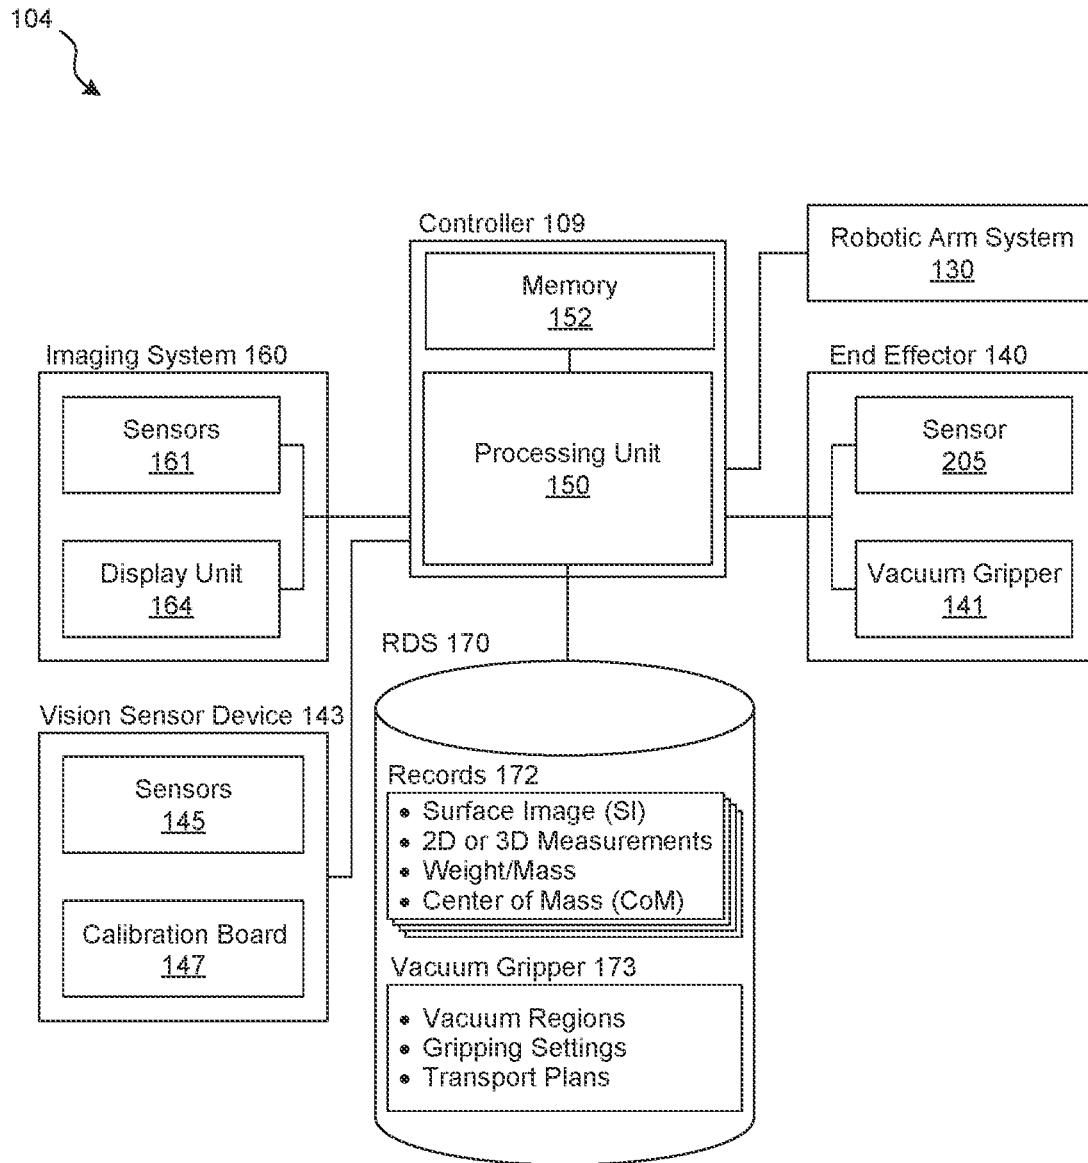 104
Controller 109
Memory
152
Processing Unit
150
Robotic Arm System
130
Imaging System 160
Sensors
161
Display Unit
164
End Effector 140
Sensor
205
Vacuum Gripper
141
Vision Sensor Device 143
Sensors
145
Calibration Board
147
RDS 170
Records 172
• Surface Image (SI)
• 2D or 3D Measurements
• Weight/Mass
• Center of Mass (CoM)
Vacuum Gripper 173
• Vacuum Regions
• Gripping Settings
• Transport Plans